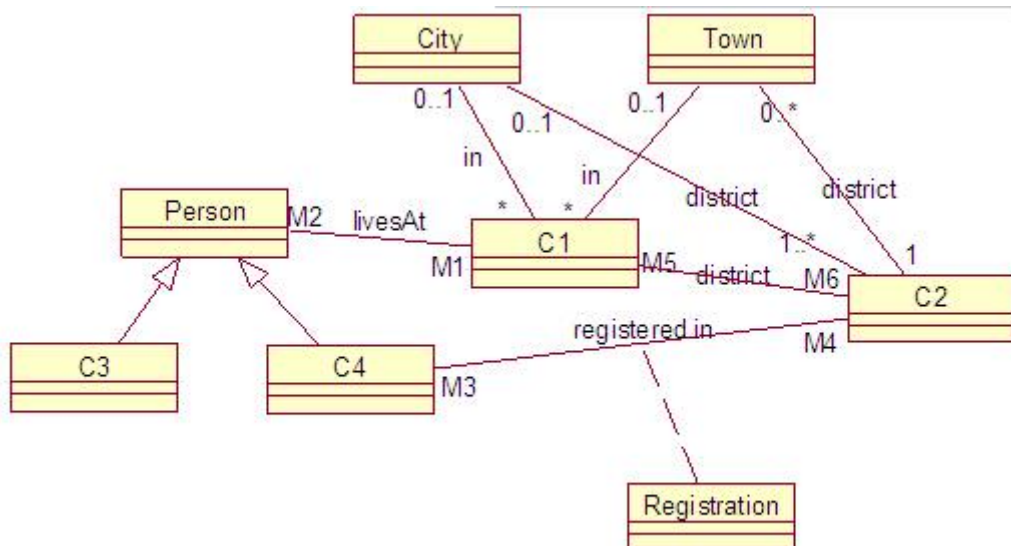 City
Town
0..1
0..1
0..1
0..*
in
in
district
district
Person
M2
livesAt
*
*
1..*
1
C1
M1
M5
district
M6
C2
registered in
M4
C3
C4
M3
Registration